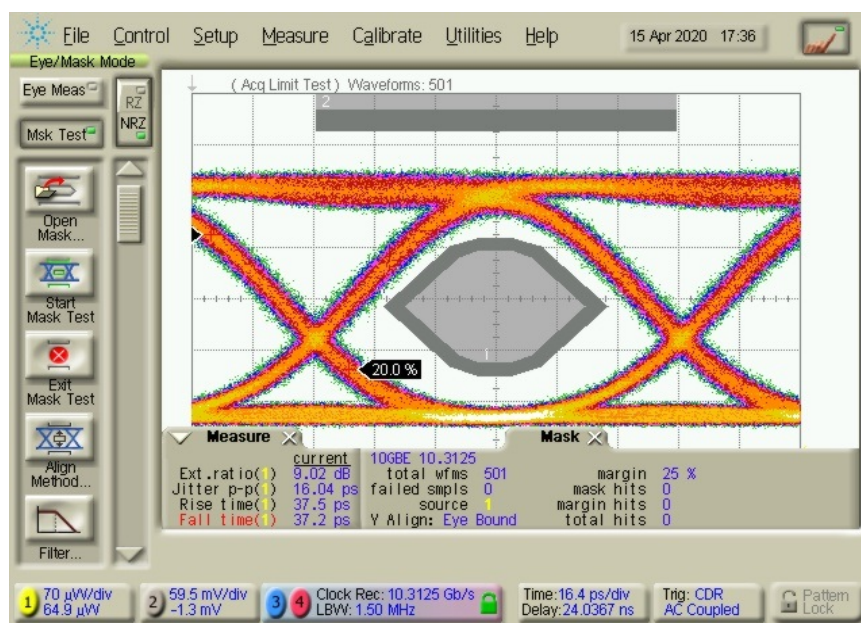 File Control Setup Measure Calibrate Utilities Help 15 Apr 2020 17:36
Eye/Mask Mode
Eye Meas
RZ
NRZ
Msk Test
( Acq Limit Test ) Waveforms: 501
2
Open
Mask...
Start
Mask Test
Exit
Mask Test
Align
Method...
Filter...
1
20.0 %
Measure
current
Ext.ratio(1) 9.02 dB
Jitter p-p(1) 16.04 ps
Rise time(1) 37.5 ps
Fall time(1) 37.2 ps
Mask
10GBE 10.3125
total wfms 501
failed smpls 0
source 1
Y Align: Eye Bound
margin 25 %
mask hits 0
margin hits 0
total hits 0
1 70 µW/div
64.9 µW
2 59.5 mV/div
-1.3 mV
3 4 Clock Rec: 10.3125 Gb/s
LBW: 1.50 MHz
Time:16.4 ps/div
Delay:24.0367 ns
Trig: CDR
AC Coupled
Pattern
Lock